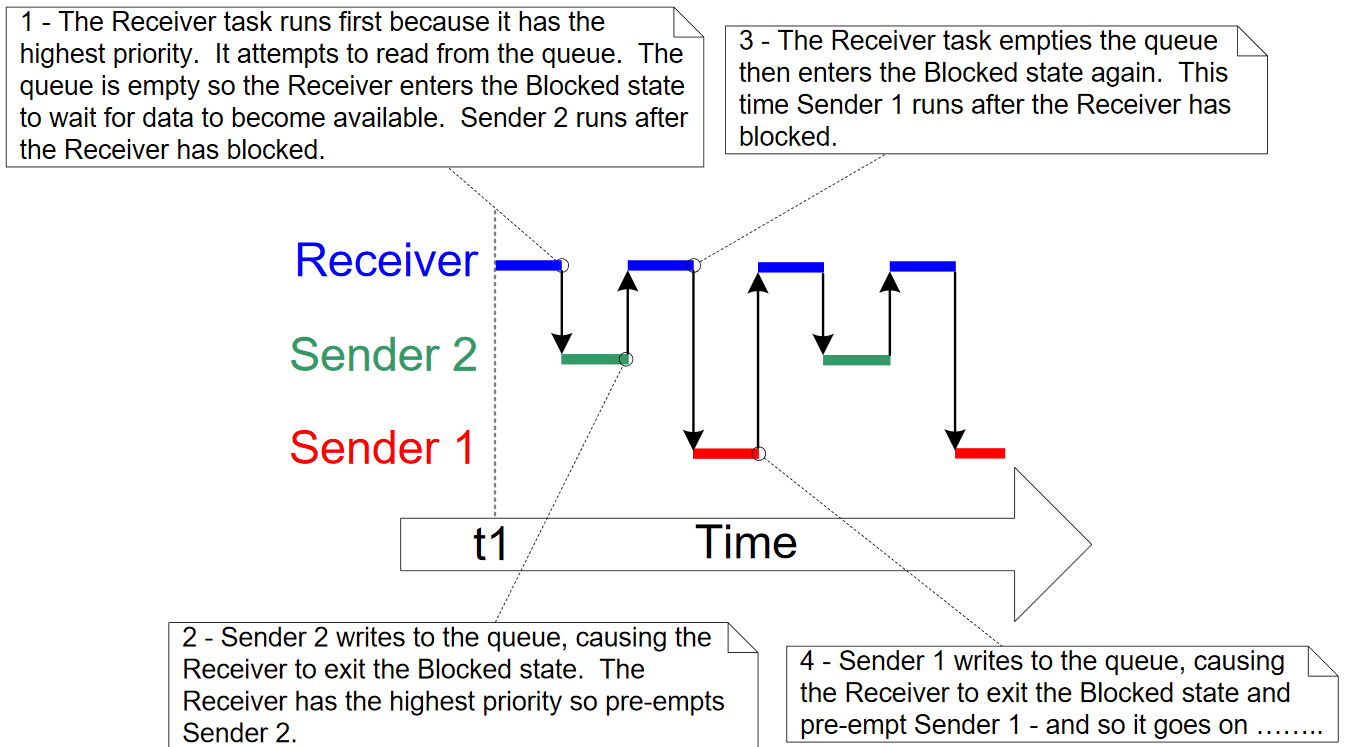 1 - The Receiver task runs first because it has the
highest priority.  It attempts to read from the queue.  The
queue is empty so the Receiver enters the Blocked state
to wait for data to become available.  Sender 2 runs after
the Receiver has blocked.
3 - The Receiver task empties the queue
then enters the Blocked state again.  This
time Sender 1 runs after the Receiver has
blocked.
Receiver
Sender 2
Sender 1
t1
Time
2 - Sender 2 writes to the queue, causing the
Receiver to exit the Blocked state.  The
Receiver has the highest priority so pre-empts
Sender 2.
4 - Sender 1 writes to the queue, causing
the Receiver to exit the Blocked state and
pre-empt Sender 1 - and so it goes on ……..